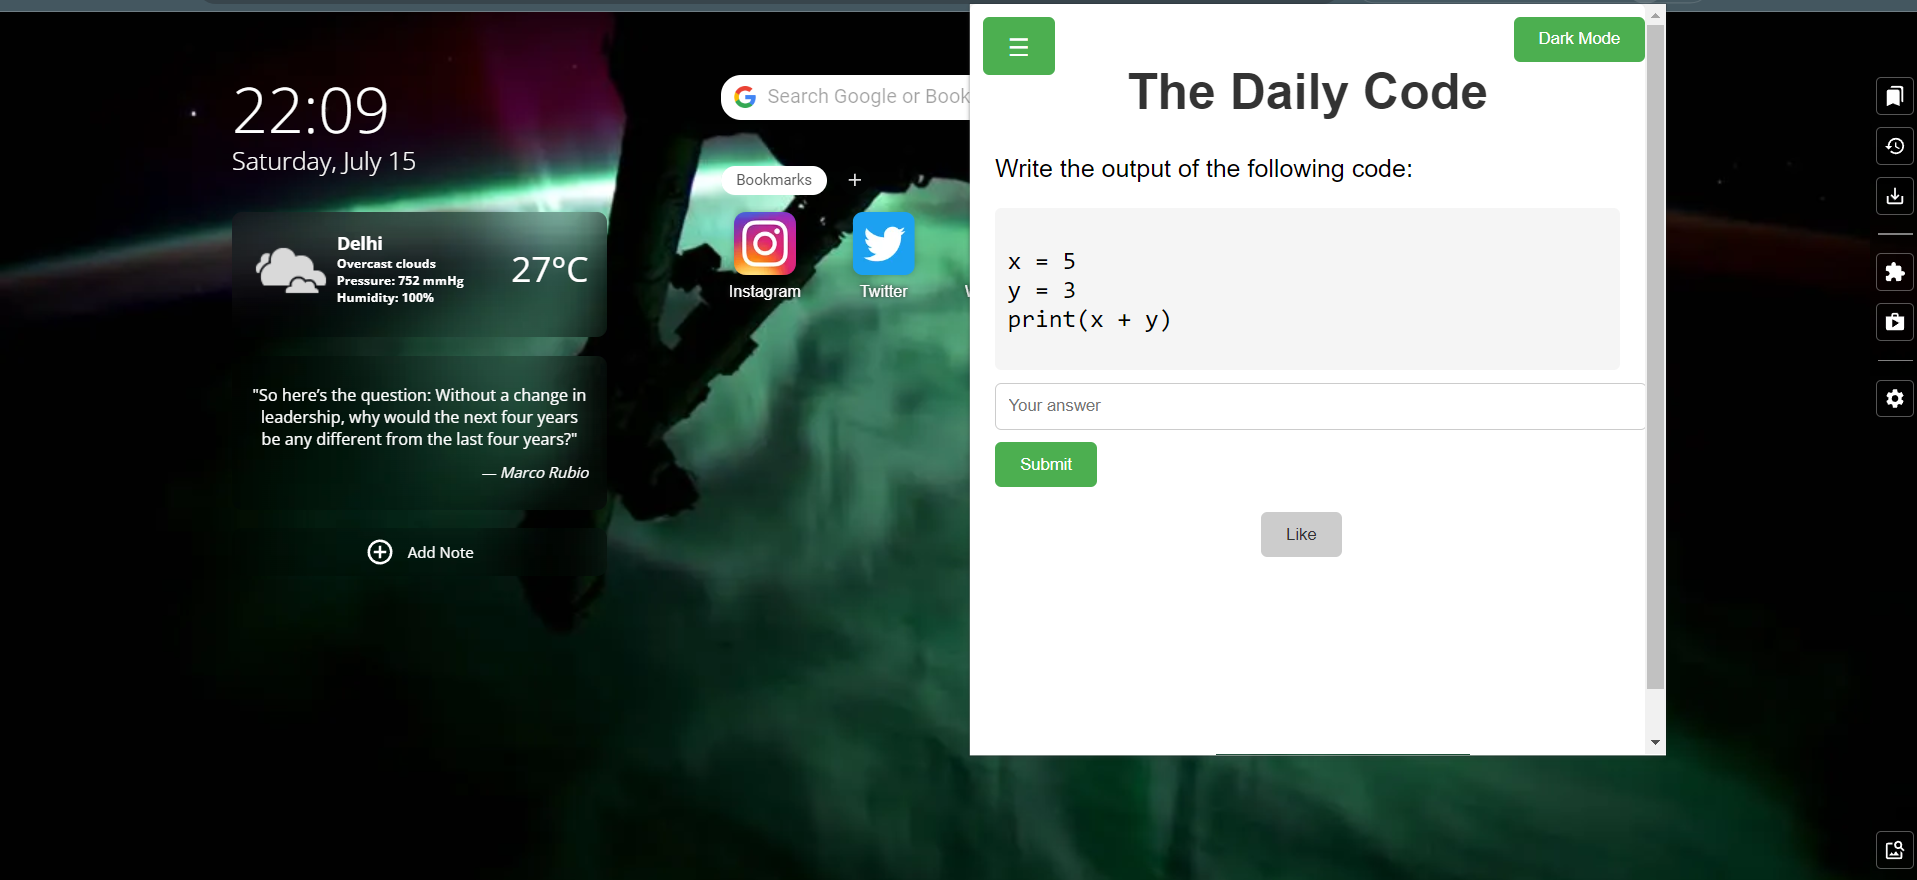 22:09
Saturday, July 15
Delhi
Overcast clouds
Pressure: 752 mmHg
Humidity: 100%
27°C
"So here's the question: Without a change in
leadership, why would the next four years
be any different from the last four years?"
— Marco Rubio
Add Note
Search Google or Book
Bookmarks
Instagram
Twitter
Dark Mode
The Daily Code
Write the output of the following code:
x = 5
y = 3
print(x + y)
Your answer
Submit
Like